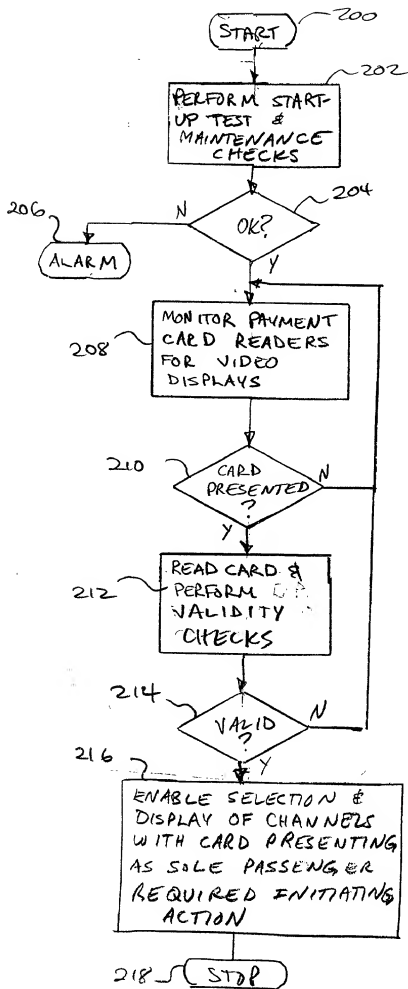 START
200
202
PERFORM START-
UP TEST &
MAINTENANCE
CHECKS
204
206
N
OK?
ALARM
Y
MONITOR PAYMENT
CARD READERS
FOR VIDEO
DISPLAYS
208
210
CARD
PRESENTED
?
N
Y
READ CARD &
PERFORM
VALIDITY
CHECKS
212
214
VALID
?
N
216
Y
ENABLE SELECTION &
DISPLAY OF CHANNELS
WITH CARD PRESENTING
AS SOLE PASSENGER
REQUIRED INITIATING
ACTION
218
STOP